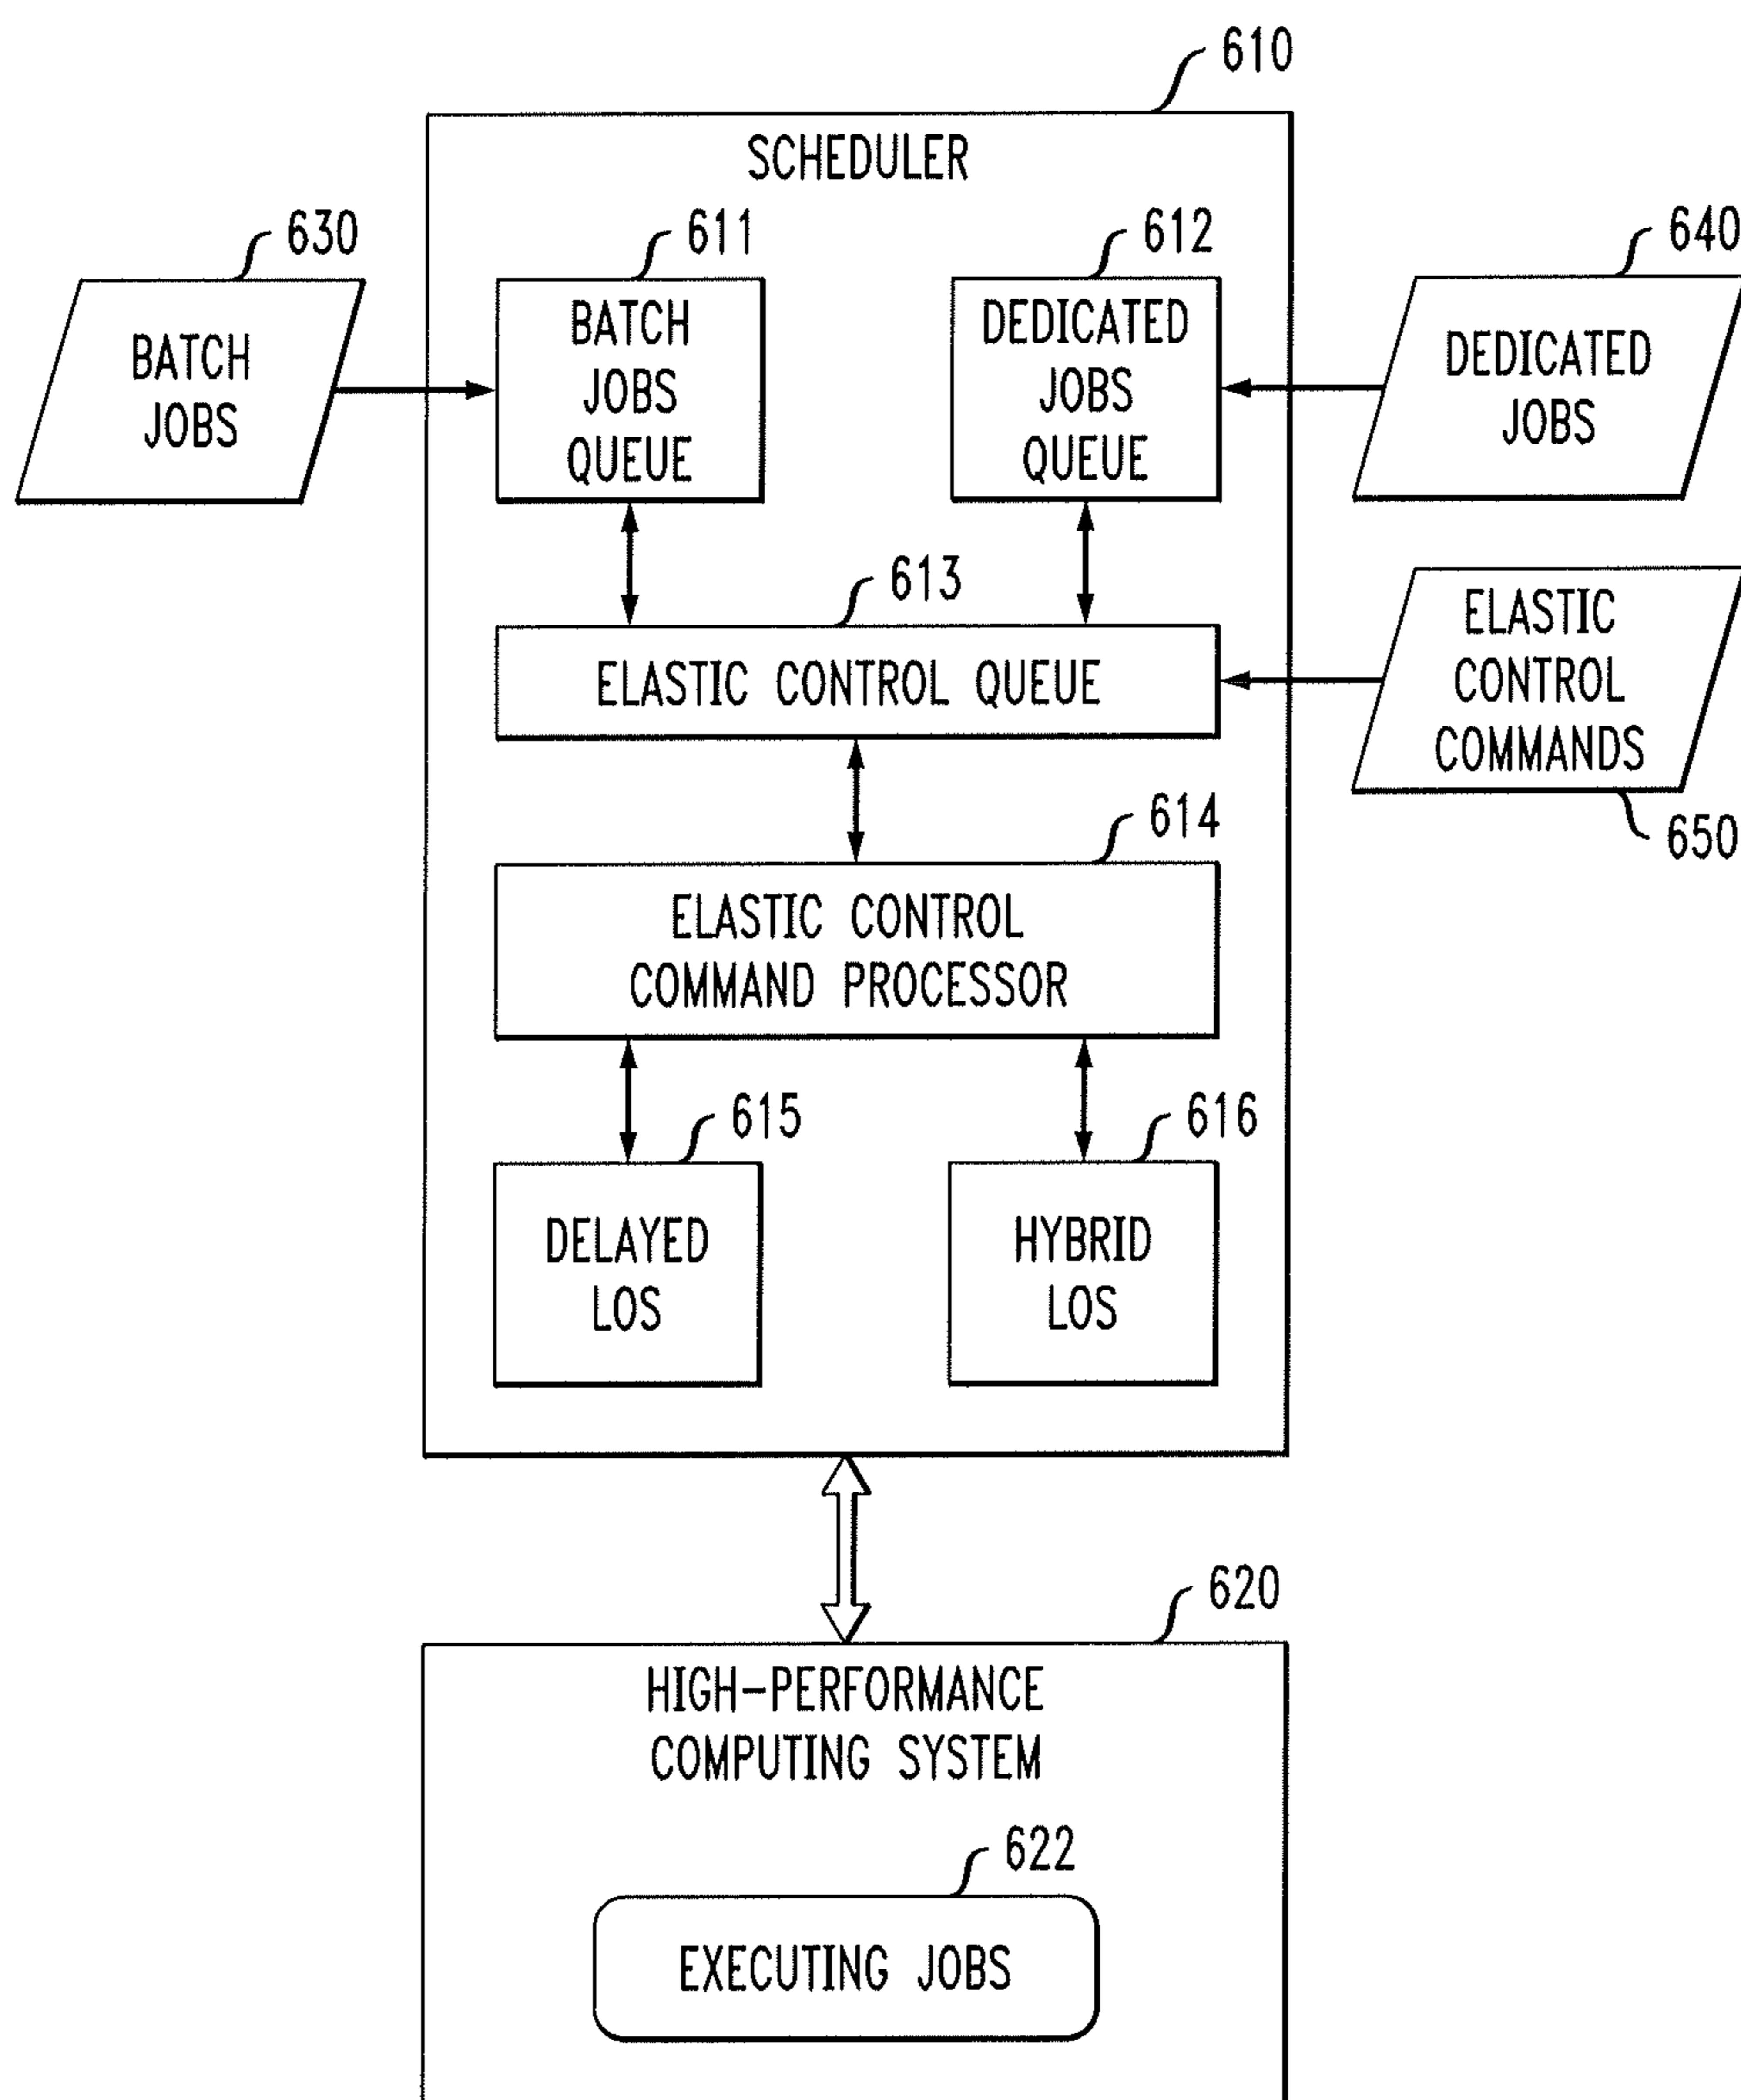 610
SCHEDULER
630
611
612
640
BATCH
JOBS
BATCH
JOBS
QUEUE
DEDICATED
JOBS
QUEUE
DEDICATED
JOBS
613
ELASTIC CONTROL QUEUE
ELASTIC
CONTROL
COMMANDS
650
614
ELASTIC CONTROL
COMMAND PROCESSOR
615
616
DELAYED
LOS
HYBRID
LOS
620
HIGH-PERFORMANCE
COMPUTING SYSTEM
622
EXECUTING JOBS